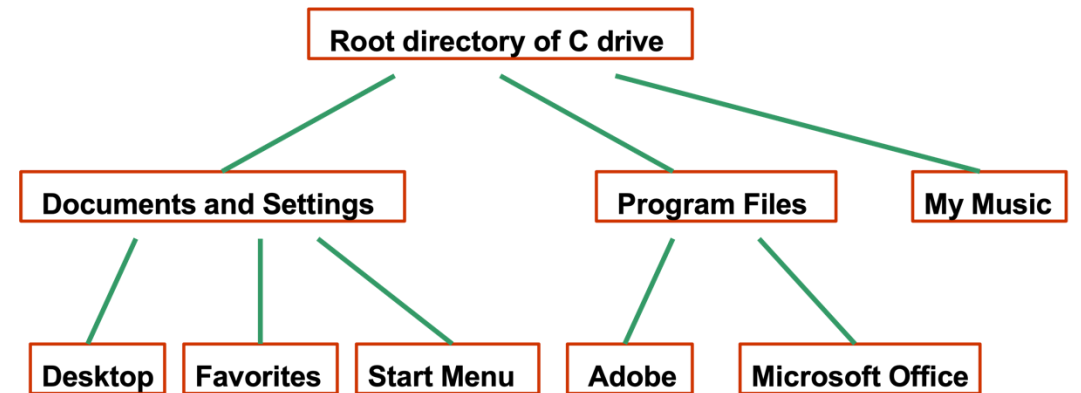 Root directory of C drive
Documents and Settings
Program Files
My Music
Desktop
Favorites
Start Menu
Adobe
Microsoft Office